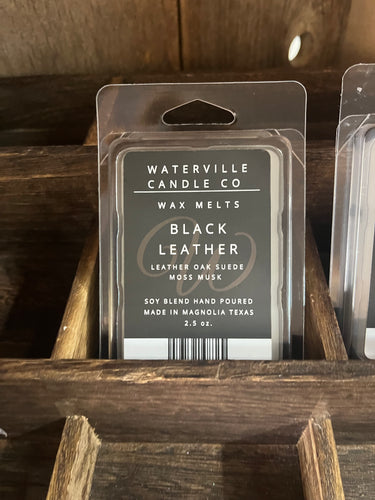 WATERVILLE
CANDLE CO
WAX MELTS
BLACK
LEATHER
LEATHER OAK SUEDE
MOSS MUSK
SOY BLEND HAND POURED
MADE IN MAGNOLIA TEXAS
2.5 oz.